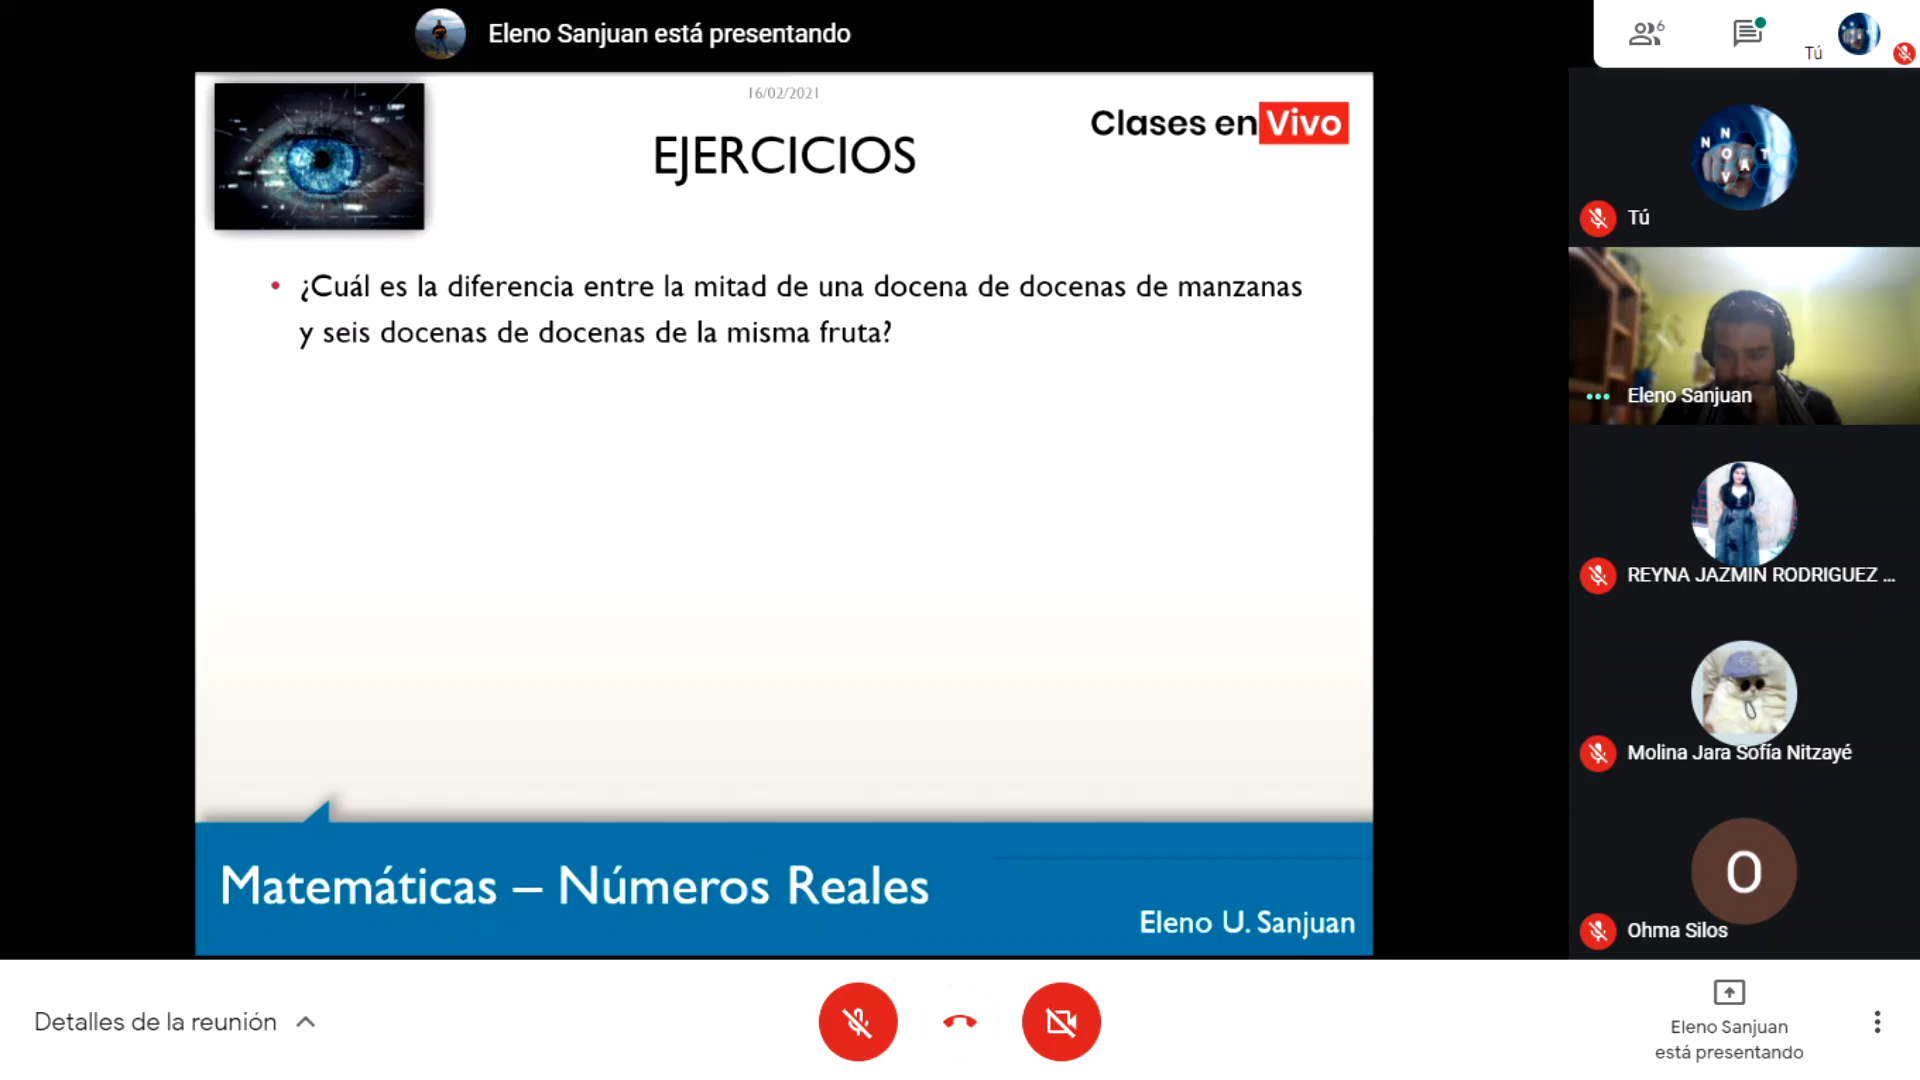 Eleno Sanjuan está presentando
6
Tú
16/02/2021
EJERCICIOS
Clases en Vivo
• ¿Cuál es la diferencia entre la mitad de una docena de docenas de manzanas
y seis docenas de docenas de la misma fruta?
Matemáticas – Números Reales
Eleno U. Sanjuan
Tú
Eleno Sanjuan
REYNA JAZMIN RODRIGUEZ ...
Molina Jara Sofía Nitzayé
O
Ohma Silos
Detalles de la reunión
Eleno Sanjuan
está presentando